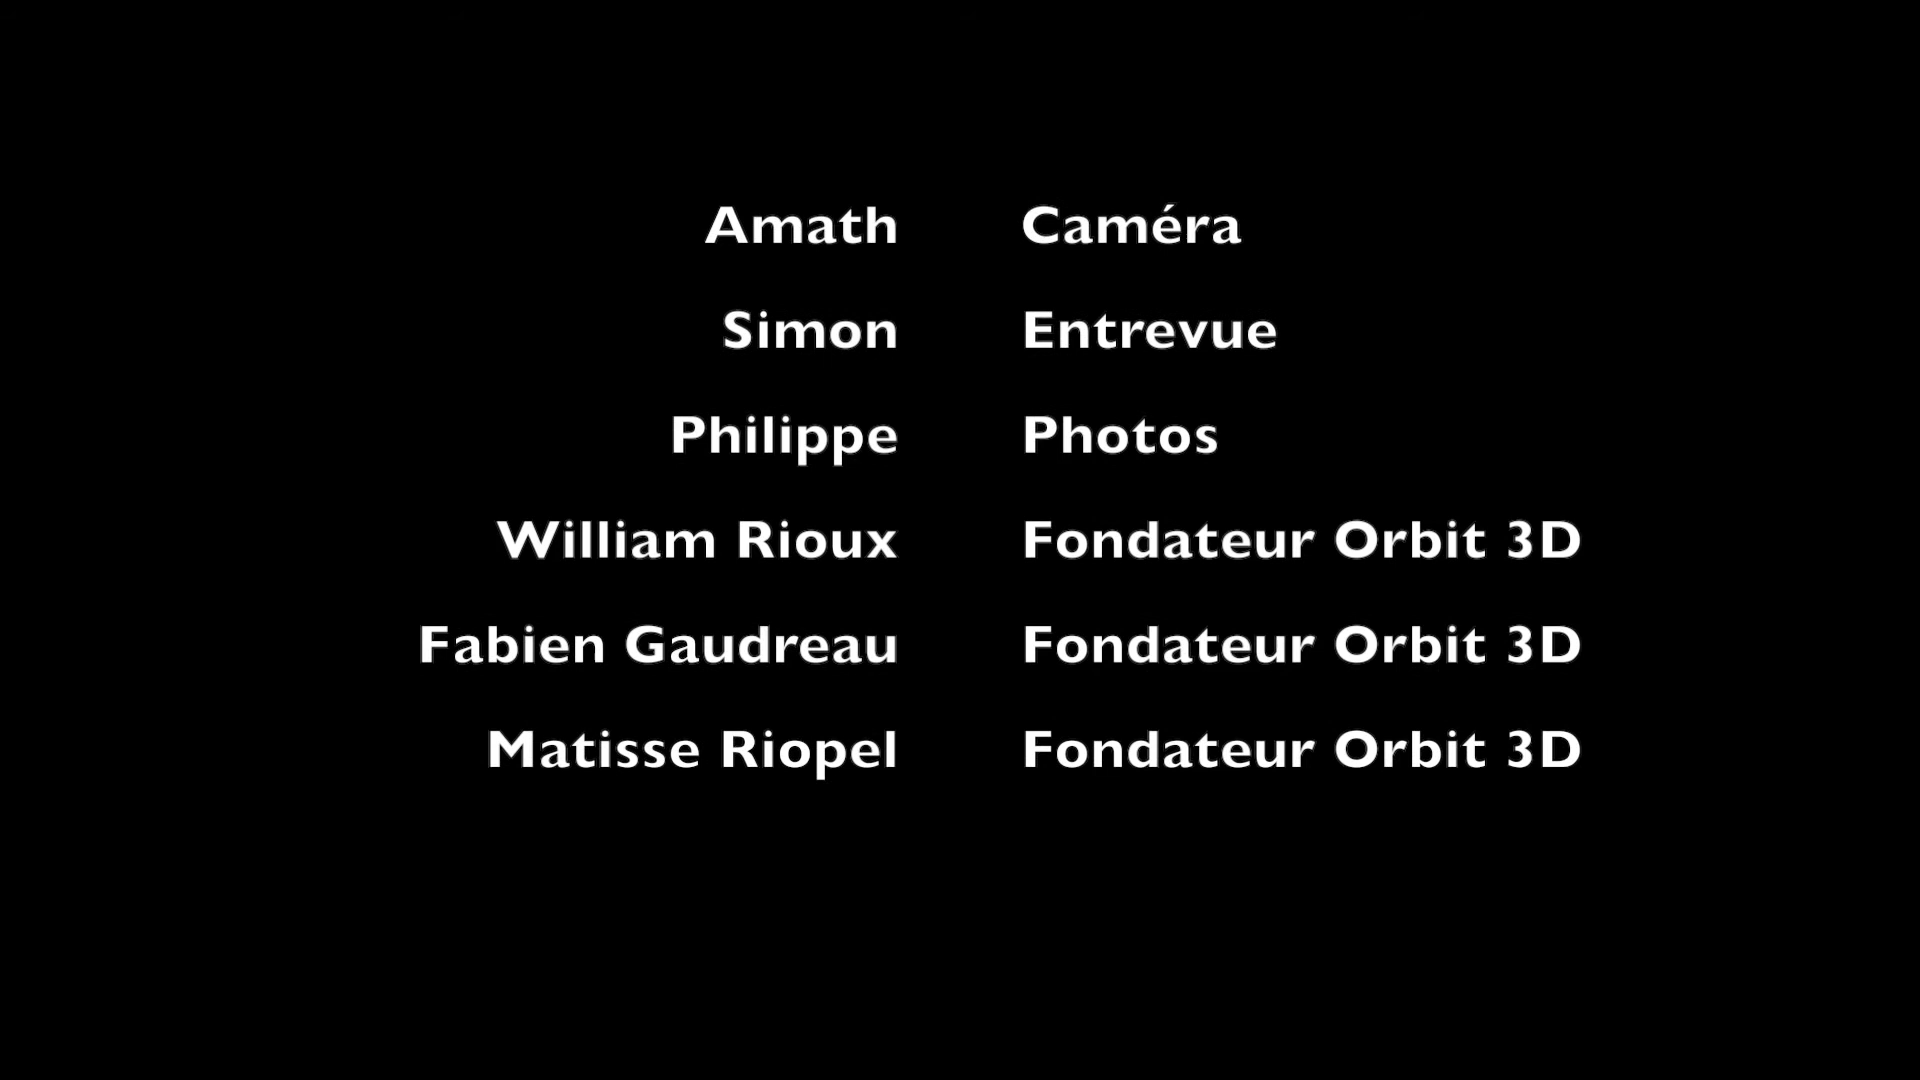 Amath Caméra
Simon Entrevue
Philippe Photos
William Rioux Fondateur Orbit 3D
Fabien Gaudreau Fondateur Orbit 3D
Matisse Riopel Fondateur Orbit 3D